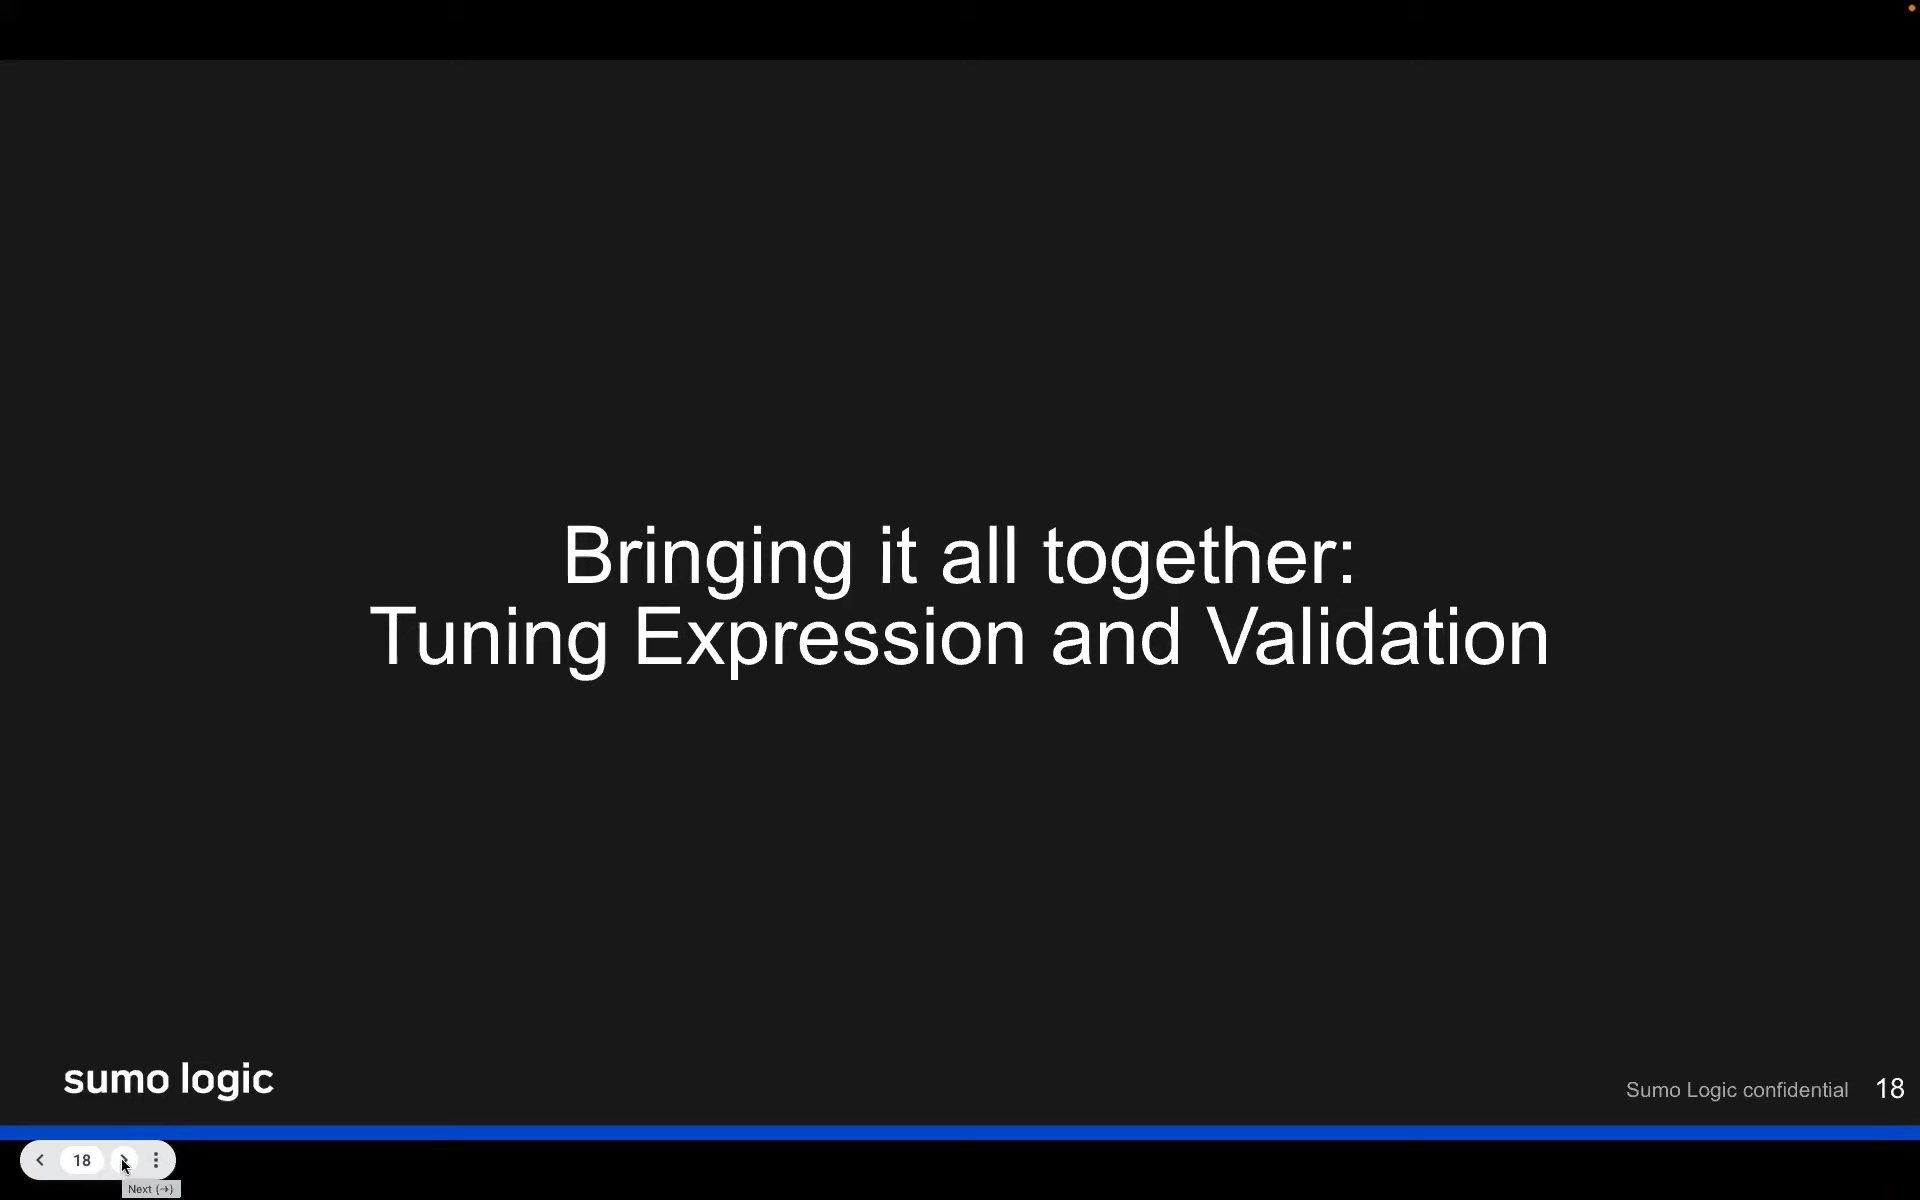 Bringing it all together:
Tuning Expression and Validation
sumo logic
Sumo Logic confidential 18
18
Next (→)